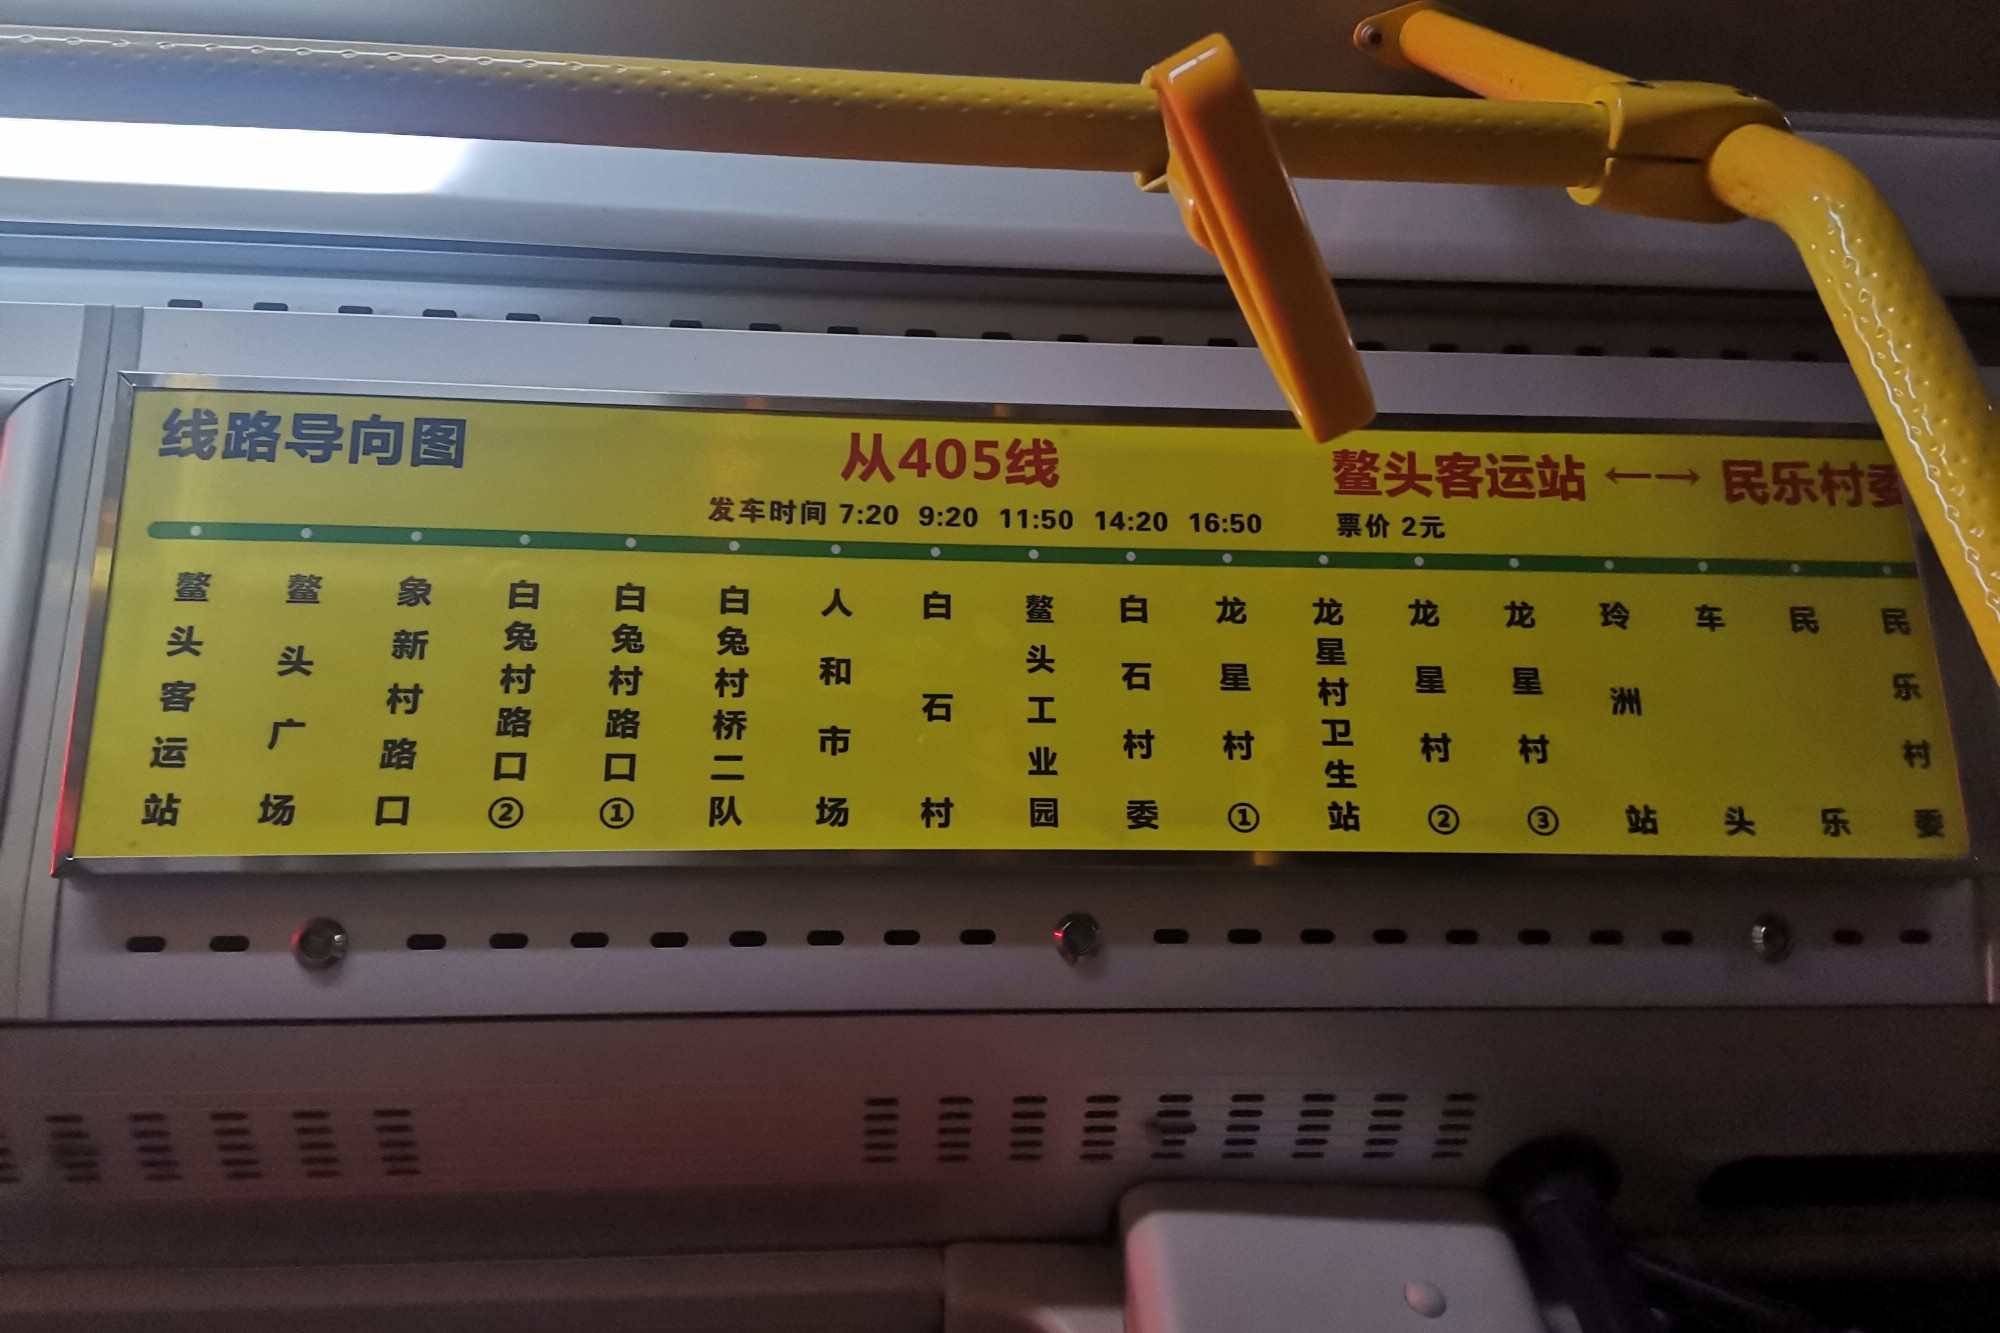 线路导向图
从405线
鳌头客运站 ←→ 民乐村委
发车时间 7:20 9:20 11:50 14:20 16:50
票价 2元
鳌头客运站
鳌头广场
象新村路口
白兔村路口②
白兔村路口①
白兔村桥二队
人和市场
白石村
鳌头工业园
白石村委
龙星村①
龙星村卫生站
龙星村②
龙星村③
玲洲站
车头
民乐
民乐村委